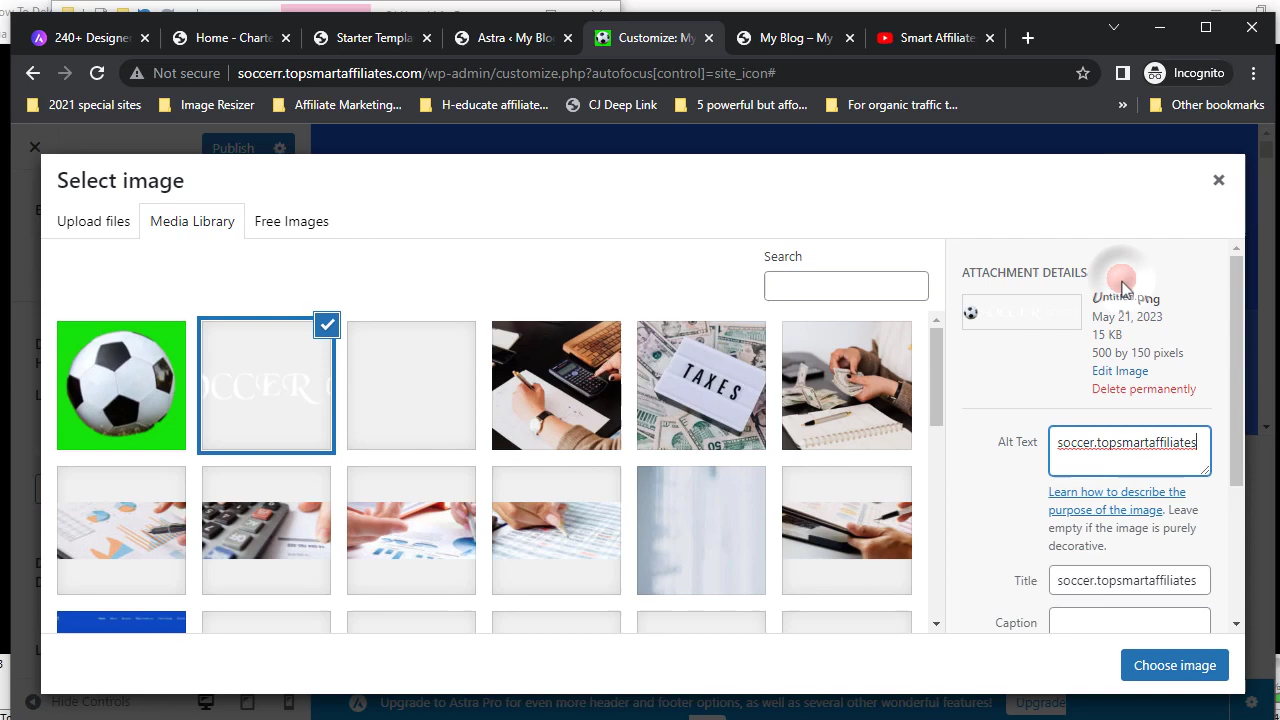 240+ Designer
Home - Charte
Starter Templa
Astra ‹ My Blo
Customize: My
My Blog – My
Smart Affiliate
Not secure
soccerr.topsmartaffiliates.com/wp-admin/customize.php?autofocus[control]=site_icon#
Incognito
2021 special sites
Image Resizer
Affiliate Marketing...
H-educate affiliate...
CJ Deep Link
5 powerful but affo...
For organic traffic t...
»
Other bookmarks
Publish
Select image
Upload files
Media Library
Free Images
Search
ATTACHMENT DETAILS
Untitled.png
May 21, 2023
15 KB
500 by 150 pixels
Edit Image
Delete permanently
OCCER
TAXES
Alt Text
soccer.topsmartaffiliates
Learn how to describe the
purpose of the image. Leave
empty if the image is purely
decorative.
Title
soccer.topsmartaffiliates
Caption
Choose image
Hide Controls
Upgrade to Astra Pro for even more header and footer options, as well as several other wonderful features!
Upgrade